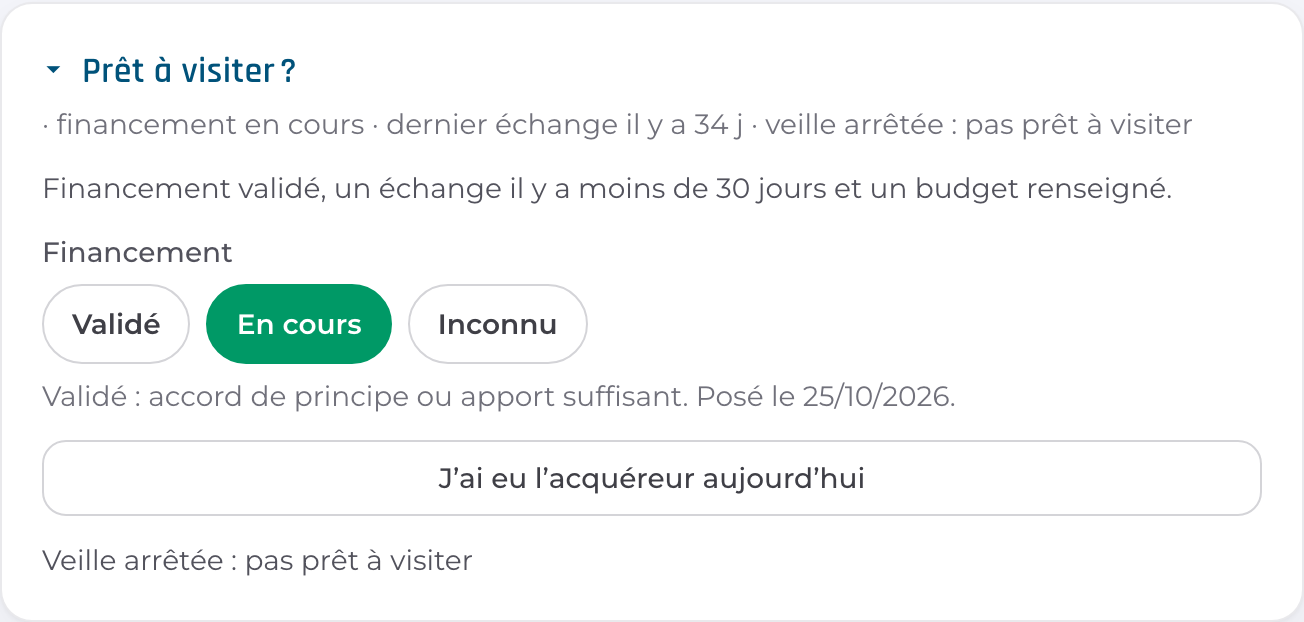 Prêt à visiter ?
· financement en cours · dernier échange il y a 34 j · veille arrêtée : pas prêt à visiter
Financement validé, un échange il y a moins de 30 jours et un budget renseigné.
Financement
Validé
En cours
Inconnu
Validé : accord de principe ou apport suffisant. Posé le 25/10/2026.
J’ai eu l’acquéreur aujourd’hui
Veille arrêtée : pas prêt à visiter